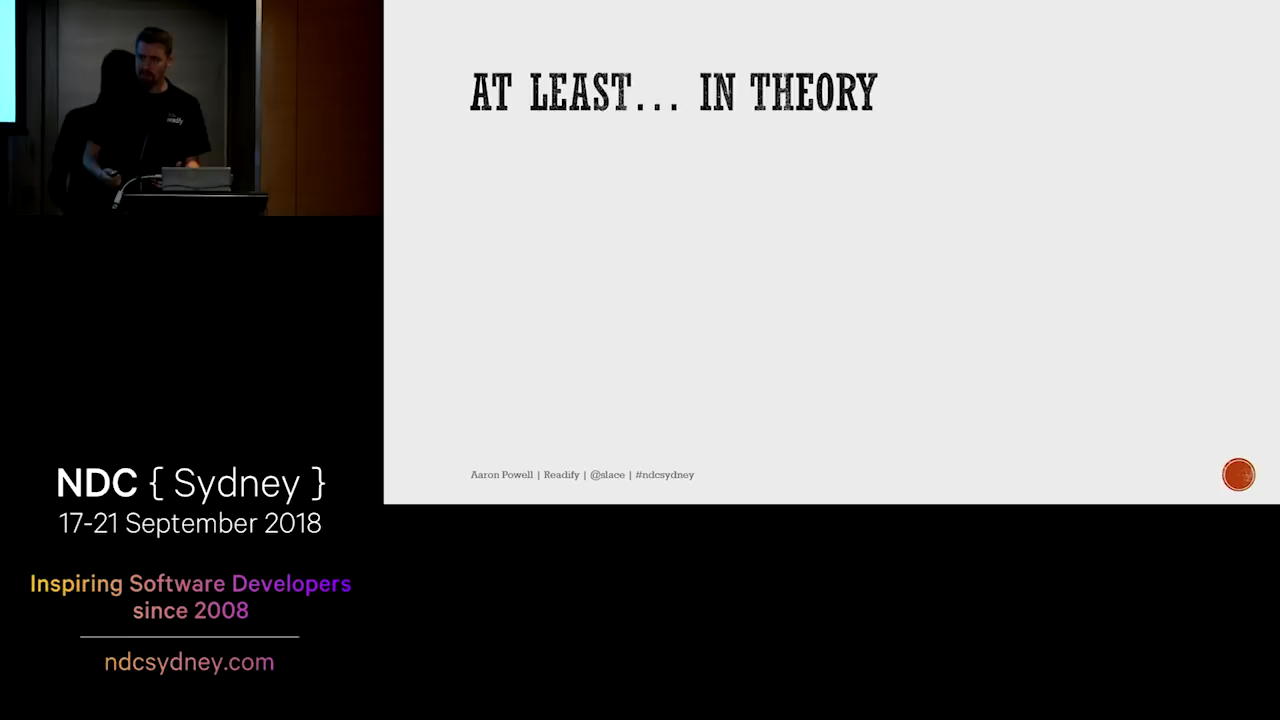 AT LEAST... IN THEORY
readify
Aaron Powell | Readify | @slace | #ndcsydney
NDC { Sydney }
17-21 September 2018
Inspiring Software Developers
since 2008
ndcsydney.com